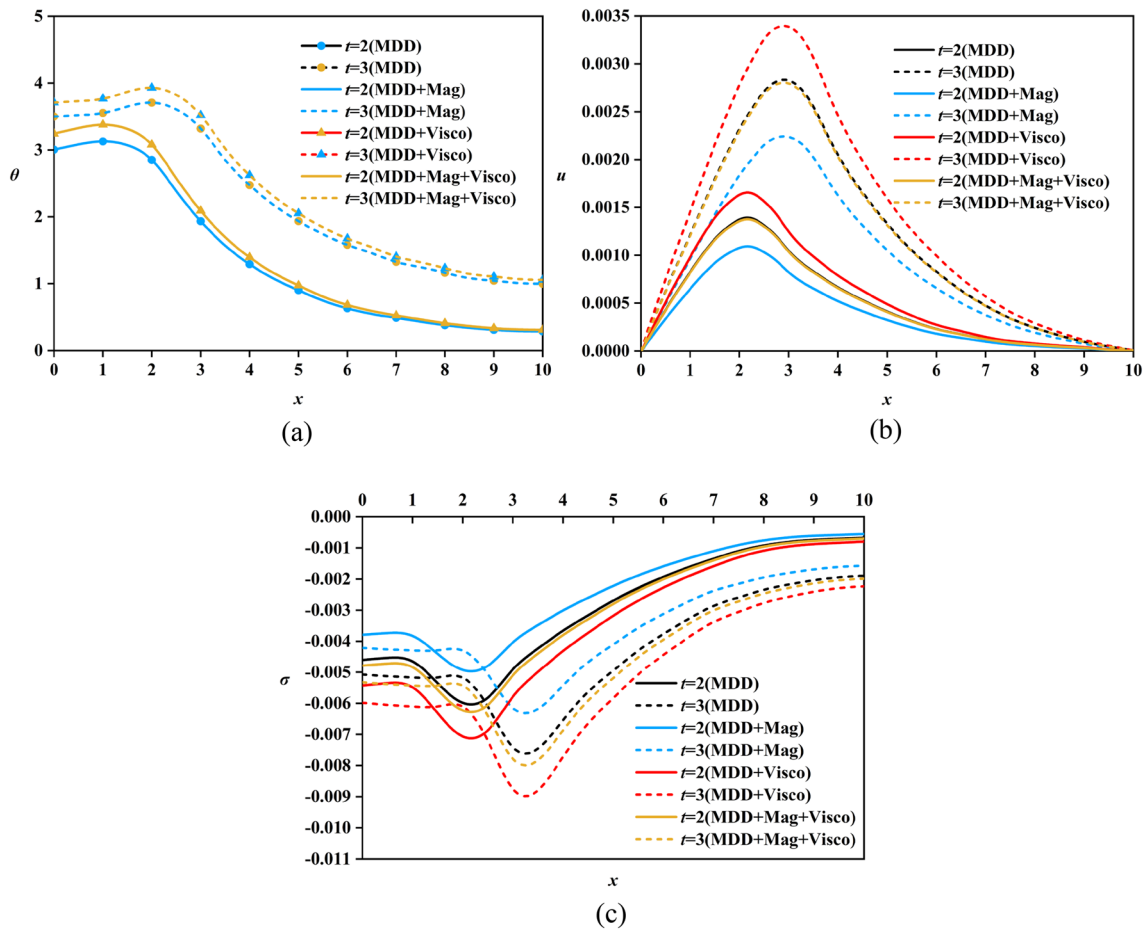 5
4
3
2
1
0
θ
t=2(MDD)
t=3(MDD)
t=2(MDD+Mag)
t=3(MDD+Mag)
t=2(MDD+Visco)
t=3(MDD+Visco)
t=2(MDD+Mag+Visco)
t=3(MDD+Mag+Visco)
0 1 2 3 4 5 6 7 8 9 10
x
(a)
0.0035
0.0030
0.0025
0.0020
0.0015
0.0010
0.0005
0.0000
u
t=2(MDD)
t=3(MDD)
t=2(MDD+Mag)
t=3(MDD+Mag)
t=2(MDD+Visco)
t=3(MDD+Visco)
t=2(MDD+Mag+Visco)
t=3(MDD+Mag+Visco)
0 1 2 3 4 5 6 7 8 9 10
x
(b)
0 1 2 3 4 5 6 7 8 9 10
0.000
-0.001
-0.002
-0.003
-0.004
-0.005
-0.006
-0.007
-0.008
-0.009
-0.010
-0.011
σ
t=2(MDD)
t=3(MDD)
t=2(MDD+Mag)
t=3(MDD+Mag)
t=2(MDD+Visco)
t=3(MDD+Visco)
t=2(MDD+Mag+Visco)
t=3(MDD+Mag+Visco)
x
(c)